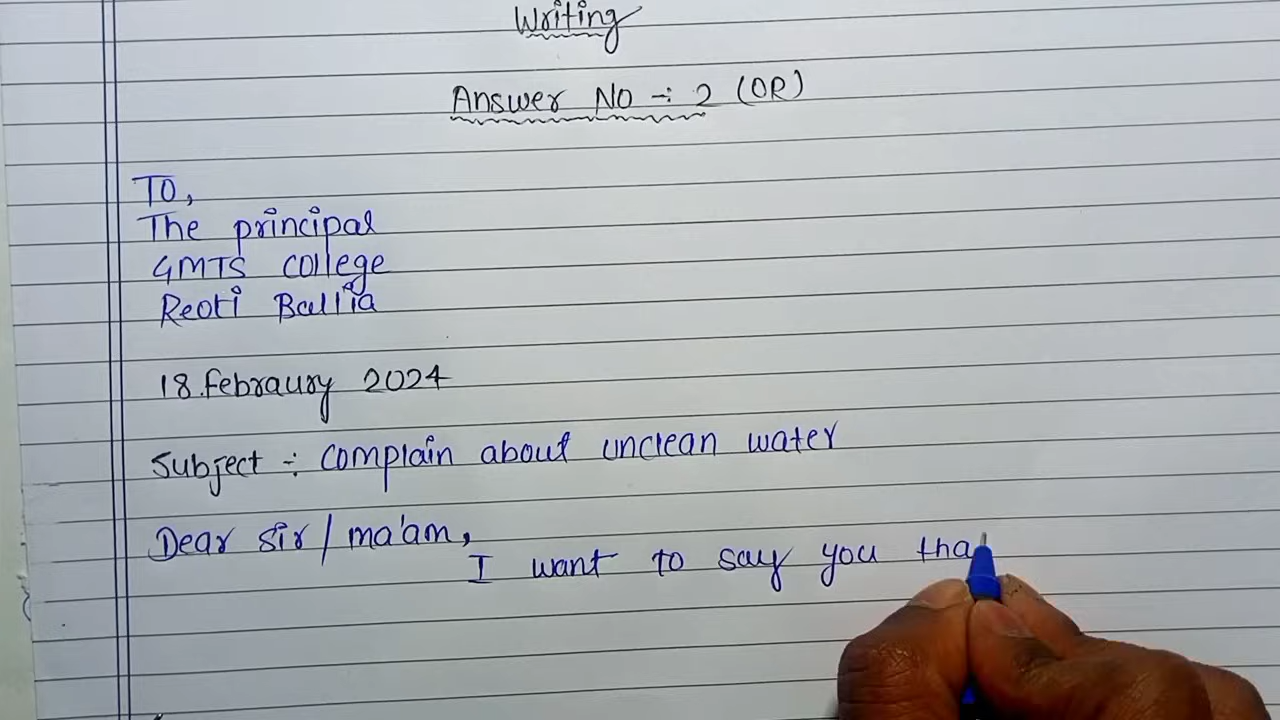 Writing
Answer No -: 2 (OR)
To,
The principal
GMTS college
Reoti Ballia
18.febraury 2024
Subject -: complain about unclean water
Dear sir/ma'am,
I want to say you tha